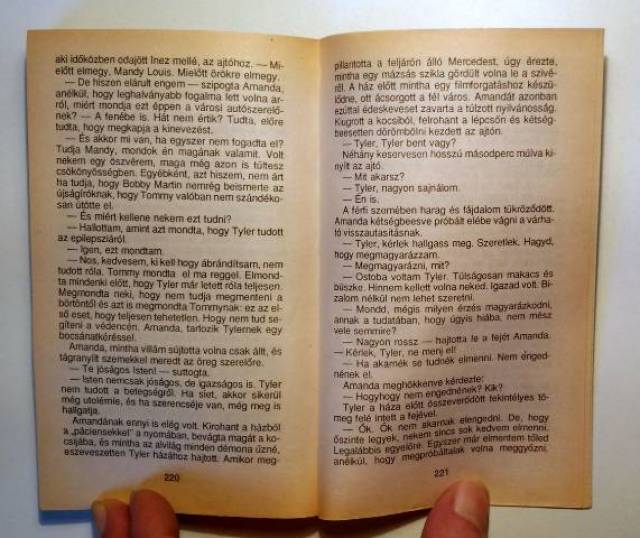 aki időközben odajött Inez mellé, az ajtóhoz. — Mi-
előtt elmegy, Mandy Louis. Mielőtt örökre elmegy.
— De hiszen elárult engem — szipogta Amanda,
anélkül, hogy leghalványabb fogalma lett volna ar-
ról, miért mondja ezt éppen a városi autószerelő-
nek? — A fenébe is. Hát nem érti? Tudta, előre
tudta, hogy megkapja a kinevezést.
— És akkor mi van, ha egyszer nem fogadta el?
Tudja Mandy, mondok én magának valamit. Volt
nekem egy öszvérem, maga még azon is túltesz
csökönyösségben. Egyébként, azt hiszem, nem árt
ha tudja, hogy Bobby Martin nemrég beismerte az
újságíróknak, hogy Tommy valóban nem szándéko-
san ütötte el.
— És miért kellene nekem ezt tudni?
— Hallottam, amint azt mondta, hogy Tyler tudott
az epilepsziáról.
— Igen, ezt mondtam.
— Nos, kedvesem, ki kell hogy ábrándítsam, nem
tudott róla. Tommy mondta el ma reggel. Elmond-
ta mindenki előtt, hogy Tyler már letett róla teljesen.
Megmondta neki, hogy nem tudja megmenteni a
börtöntől és azt is megmondta Tommynak: ez az el-
ső eset, hogy teljesen tehetetlen. Hogy nem tud se-
gíteni a védencén. Amanda, tartozik Tylernek egy
bocsánatkéréssel.
Amanda, mintha villám sújtotta volna csak állt, és
tágranyílt szemekkel meredt az öreg szerelőre.
— Te jóságos Isten! — suttogta.
— Isten nemcsak jóságos, de igazságos is. Tyler
nem tudott a betegségről. Ha siet, akkor sikerül
még utolérnie, és ha szerencséje van, még meg is
hallgatja.
Amandának ennyi is elég volt. Kirohant a házból
a „páciensekkel" a nyomában, bevágta magát a ko-
csijába, és mintha az alvilág minden démona űzné,
eszeveszetten Tyler házához hajtott. Amikor meg-
220
pillantotta a feljárón álló Mercedest, úgy érezte,
mintha egy mázsás szikla gördült volna le a szívé-
ről. A ház előtt mintha egy filmforgatáshoz készü-
lődne, ott ácsorgott a fél város. Amandát azonban
ezúttal édeskeveset zavarta a túlzott nyilvánosság.
Kiugrott a kocsiból, felrohant a lépcsőn és kétség-
beesetten dörömbölni kezdett az ajtón.
— Tyler, Tyler bent vagy?
Néhány keservesen hosszú másodperc múlva ki-
nyílt az ajtó.
— Mit akarsz?
— Tyler, nagyon sajnálom.
— Én is.
A férfi szemében harag és fájdalom tükröződött.
Amanda kétségbeesve próbált elébe vágni a várha-
tó visszautasításnak.
— Tyler, kérlek hallgass meg. Szeretlek. Hagyd,
hogy megmagyarázzam.
— Megmagyarázni, mit?
— Ostoba voltam Tyler. Túlságosan makacs és
büszke. Hinnem kellett volna neked. Igazad volt. Bi-
zalom nélkül nem lehet szeretni.
— Mondd, mégis milyen érzés magyarázkodni,
annak a tudatában, hogy úgyis hiába, nem mész
vele semmire?
— Nagyon rossz — hajtotta le a fejét Amanda.
— Kérlek, Tyler, ne menj el!
— Ha akarnék se tudnék elmenni. Nem enged-
nének el.
Amanda meghökkenve kérdezte:
— Hogyhogy nem engednének? Kik?
Tyler a háza előtt összeverődött tekintélyes tö-
meg felé intett a fejével.
— Ők. Ők nem akarnak elengedni. De, hogy
őszinte legyek, nekem sincs sok kedvem elmenni.
Legalábbis egyelőre. Egyszer már elmentem tőled
anélkül, hogy megpróbáltalak volna meggyőzni,
221